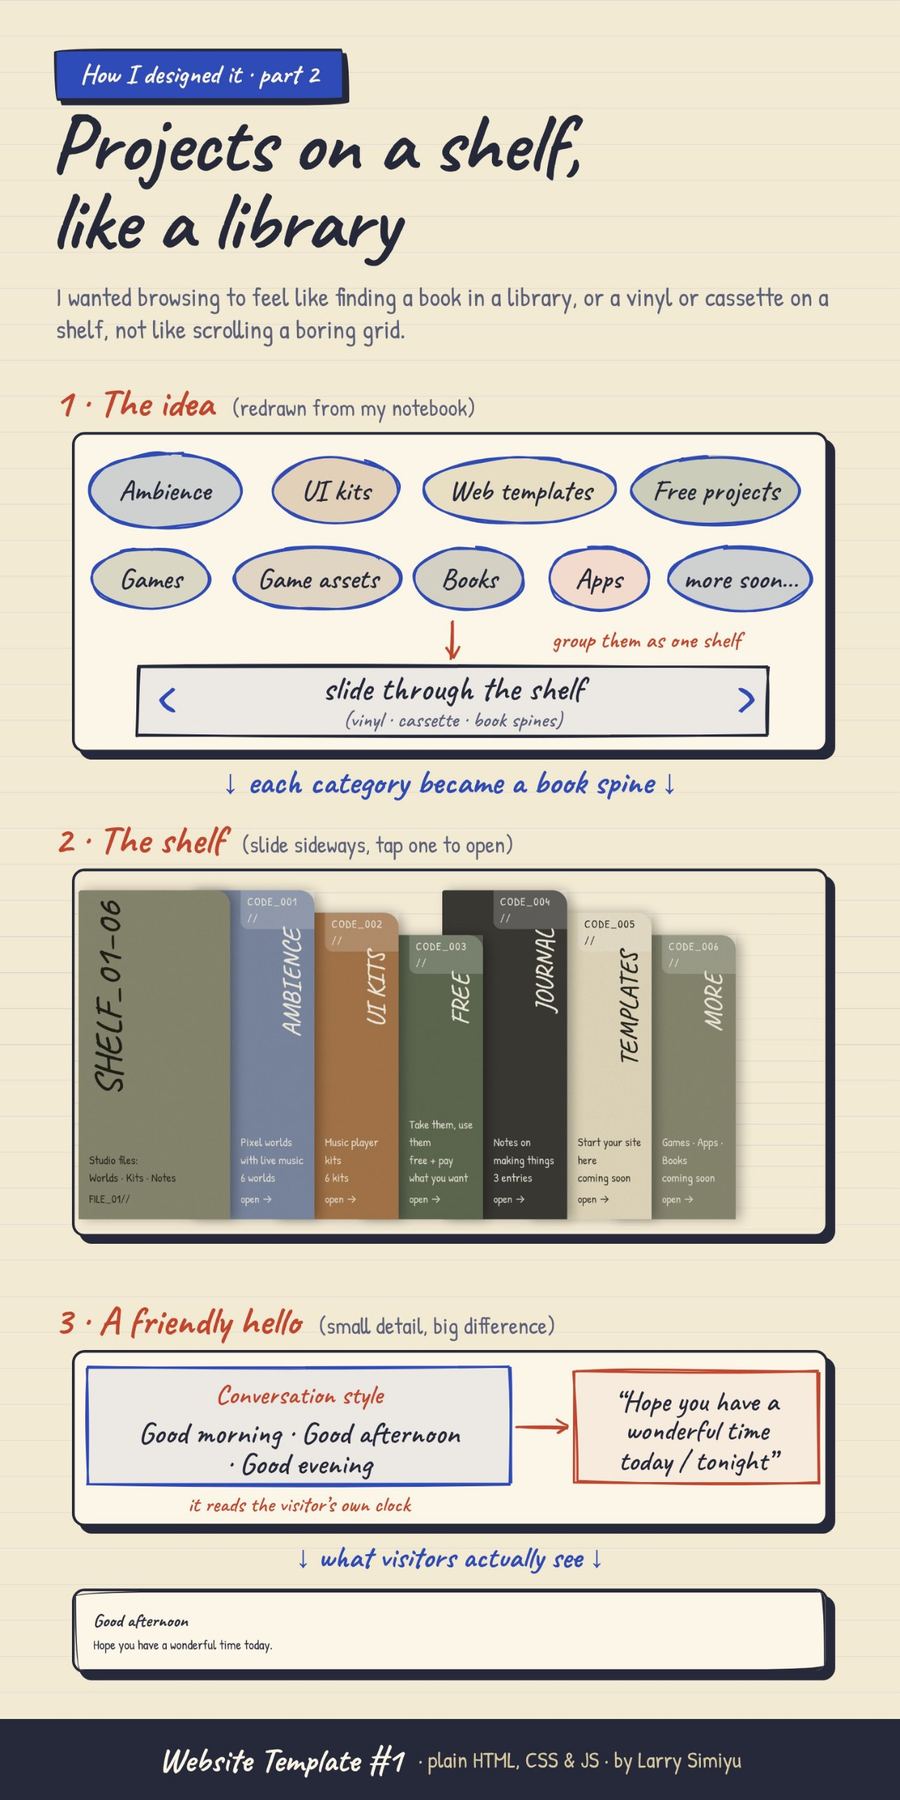 How I designed it · part 2
Projects on a shelf,
like a library
I wanted browsing to feel like finding a book in a library, or a vinyl or cassette on a
shelf, not like scrolling a boring grid.
1 · The idea (redrawn from my notebook)
Ambience
UI kits
Web templates
Free projects
Games
Game assets
Books
Apps
more soon...
group them as one shelf
slide through the shelf
(vinyl · cassette · book spines)
↓ each category became a book spine ↓
2 · The shelf (slide sideways, tap one to open)
SHELF_01-06
Studio files:
Worlds · Kits · Notes
FILE_01//
CODE_001
//
AMBIENCE
Pixel worlds
with live music
6 worlds
open →
CODE_002
//
UI KITS
Music player
kits
6 kits
open →
CODE_003
//
FREE
Take them, use
them
free + pay
what you want
open →
CODE_004
//
JOURNAL
Notes on
making things
3 entries
open →
CODE_005
//
TEMPLATES
Start your site
here
coming soon
open →
CODE_006
//
MORE
Games · Apps ·
Books
coming soon
open →
3 · A friendly hello (small detail, big difference)
Conversation style
Good morning · Good afternoon
· Good evening
it reads the visitor's own clock
“Hope you have a
wonderful time
today / tonight”
↓ what visitors actually see ↓
Good afternoon
Hope you have a wonderful time today.
Website Template #1 · plain HTML, CSS & JS · by Larry Simiyu